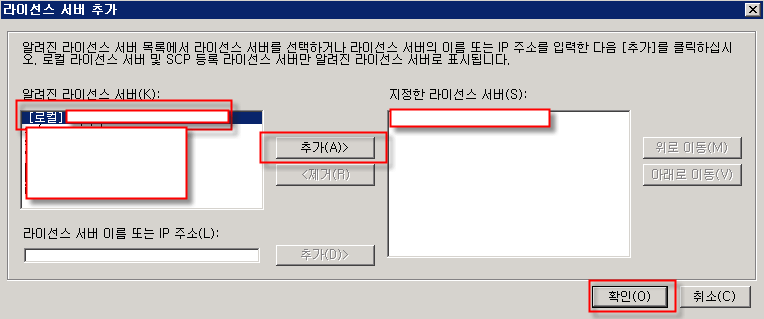 라이선스 서버 추가
알려진 라이선스 서버 목록에서 라이선스 서버를 선택하거나 라이선스 서버의 이름 또는 IP 주소를 입력한 다음 [추가]를 클릭하십시
오. 로컬 라이선스 서버 및 SCP 등록 라이선스 서버만 알려진 라이선스 서버로 표시됩니다.
알려진 라이선스 서버(K):
지정한 라이선스 서버(S):
[로컬]
추가(A)>
<제거(R)
위로 이동(M)
아래로 이동(V)
라이선스 서버 이름 또는 IP 주소(L):
추가(D)>
확인(O)
취소(C)